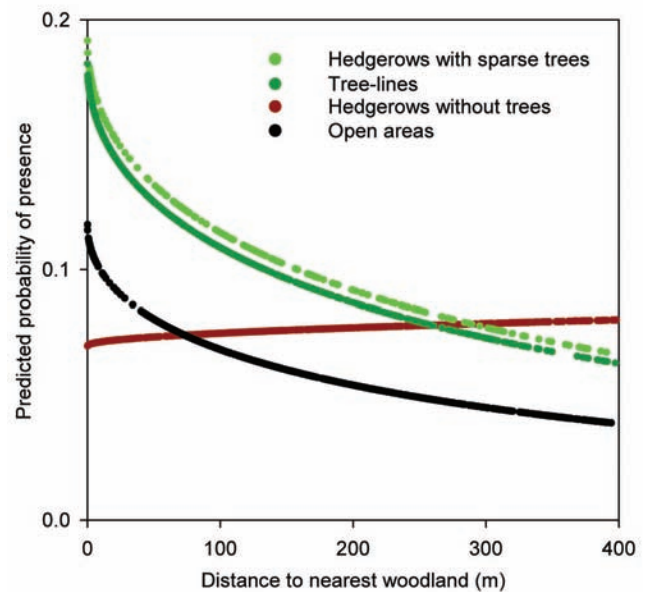 0.2
Hedgerows with sparse trees
Tree-lines
Hedgerows without trees
Open areas
Predicted probability of presence
0.1
0.0
0 100 200 300 400
Distance to nearest woodland (m)